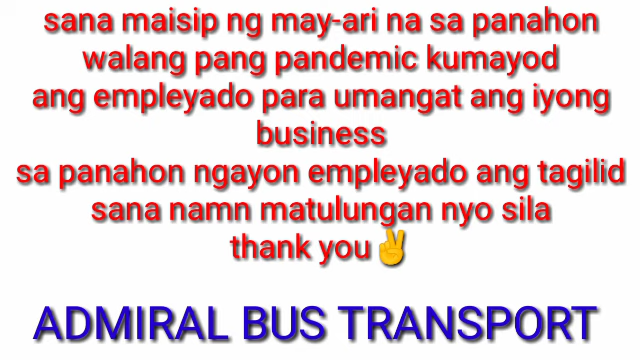 sana maisip ng may-ari na sa panahon
walang pang pandemic kumayod
ang empleyado para umangat ang iyong
business
sa panahon ngayon empleyado ang tagilid
sana namn matulungan nyo sila
thank you✌
ADMIRAL BUS TRANSPORT